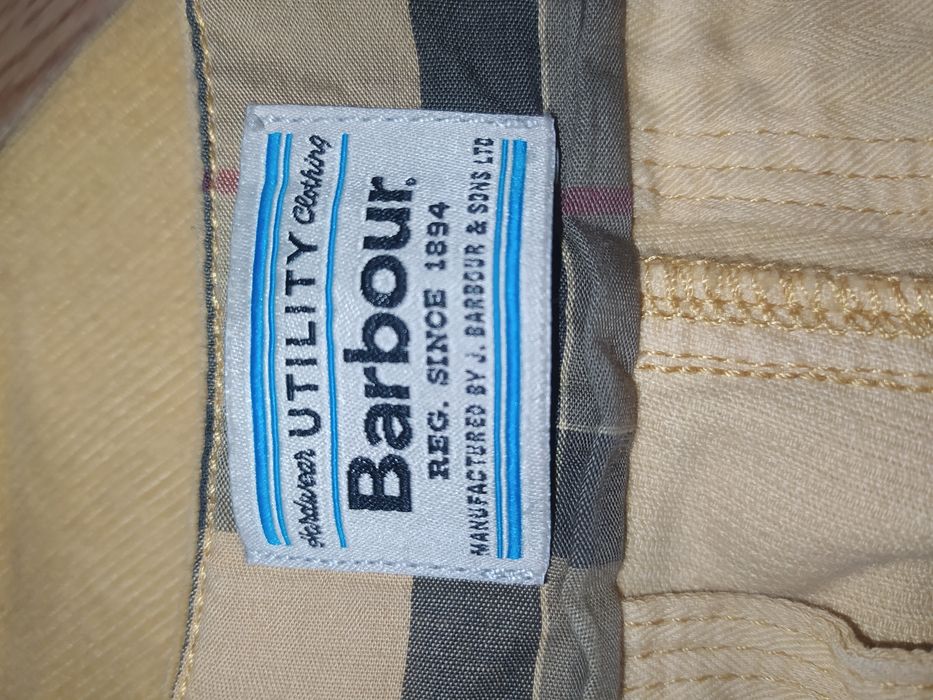 Hardwear UTILITY Clothing
Barbour®
REG. SINCE 1894
MANUFACTURED BY J. BARBOUR & SONS LTD